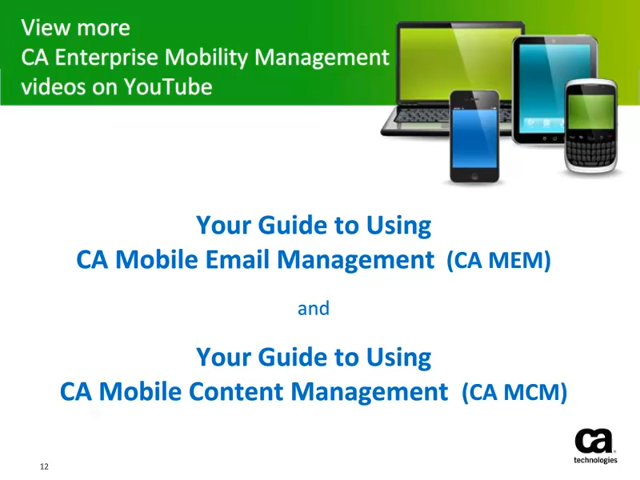 View more
CA Enterprise Mobility Management
videos on YouTube
Your Guide to Using
CA Mobile Email Management (CA MEM)
and
Your Guide to Using
CA Mobile Content Management (CA MCM)
ca
technologies
12